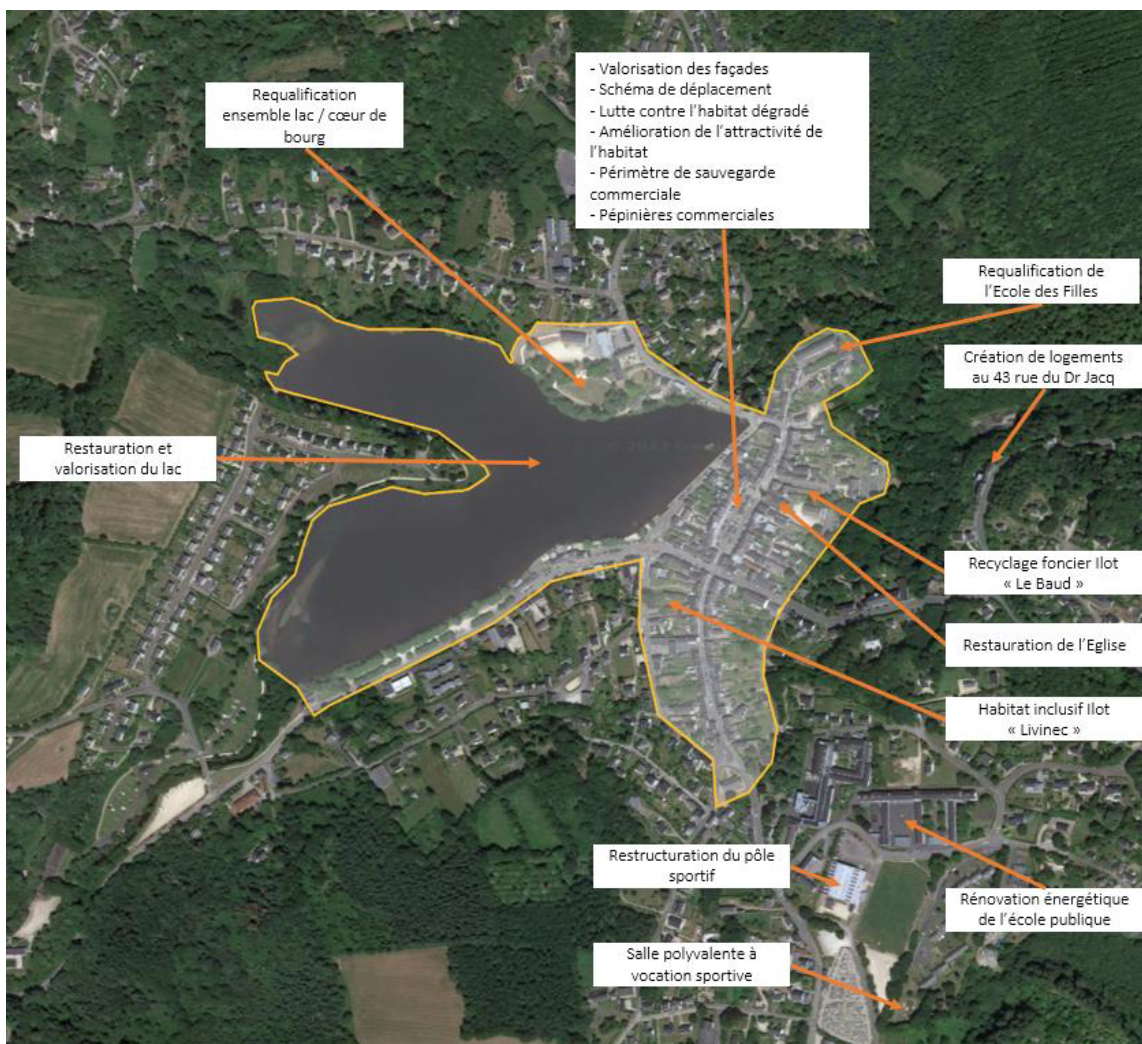 - Valorisation des façades
- Schéma de déplacement
- Lutte contre l'habitat dégradé
- Amélioration de l'attractivité de
l'habitat
- Périmètre de sauvegarde
commerciale
- Pépinières commerciales
Requalification
ensemble lac / cœur de
bourg
Requalification de
l'Ecole des Filles
Création de logements
au 43 rue du Dr Jacq
Restauration et
valorisation du lac
Recyclage foncier Ilot
« Le Baud »
Restauration de l'Eglise
Habitat inclusif Ilot
« Livinec »
Restructuration du pôle
sportif
Rénovation énergétique
de l'école publique
Salle polyvalente à
vocation sportive